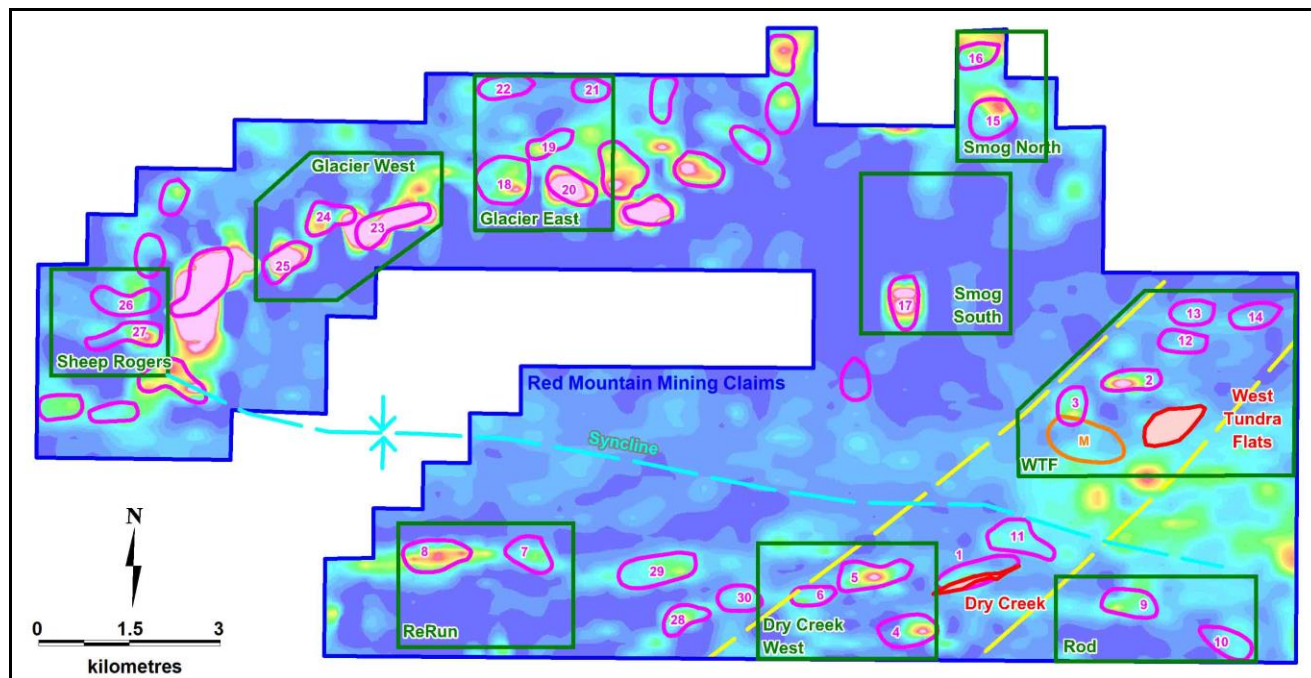 16
15
Smog North
22
21
19
18
20
Glacier East
Glacier West
24
23
25
26
27
Sheep Rogers
17
Smog
South
13
14
12
2
3
M
West
Tundra
Flats
WTF
Red Mountain Mining Claims
Syncline
N
0 1.5 3
kilometres
8
7
ReRun
29
30
28
5
6
4
Dry Creek
West
1
11
Dry Creek
9
10
Rod